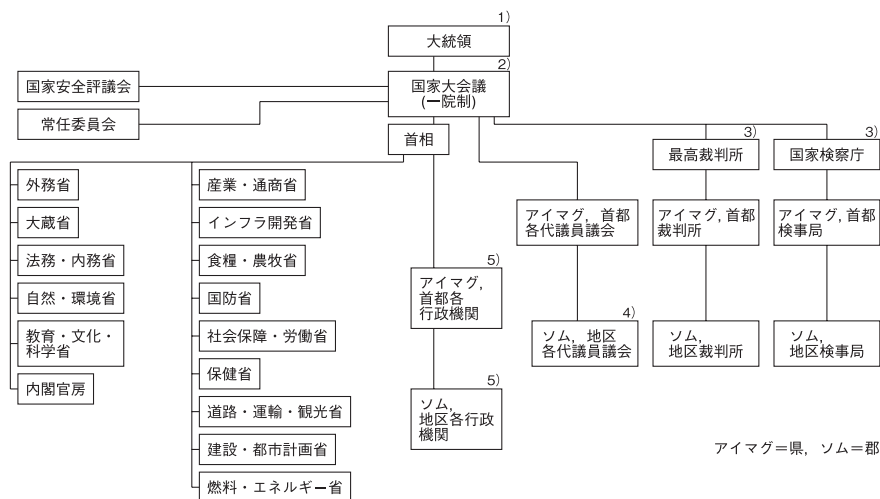 1)
大統領
2)
国家大会議
(一院制)
国家安全評議会
常任委員会
首相
3)
最高裁判所
3)
国家検察庁
外務省
大蔵省
法務・内務省
自然・環境省
教育・文化・
科学省
内閣官房
産業・通商省
インフラ開発省
食糧・農牧省
国防省
社会保障・労働省
保健省
道路・運輸・観光省
建設・都市計画省
燃料・エネルギー省
5)
アイマグ,
首都各
行政機関
5)
ソム,
地区各行政
機関
アイマグ, 首都
各代議員議会
4)
ソム, 地区
各代議員議会
アイマグ, 首都
裁判所
ソム,
地区裁判所
アイマグ, 首都
検事局
ソム,
地区検事局
アイマグ=県, ソム=郡